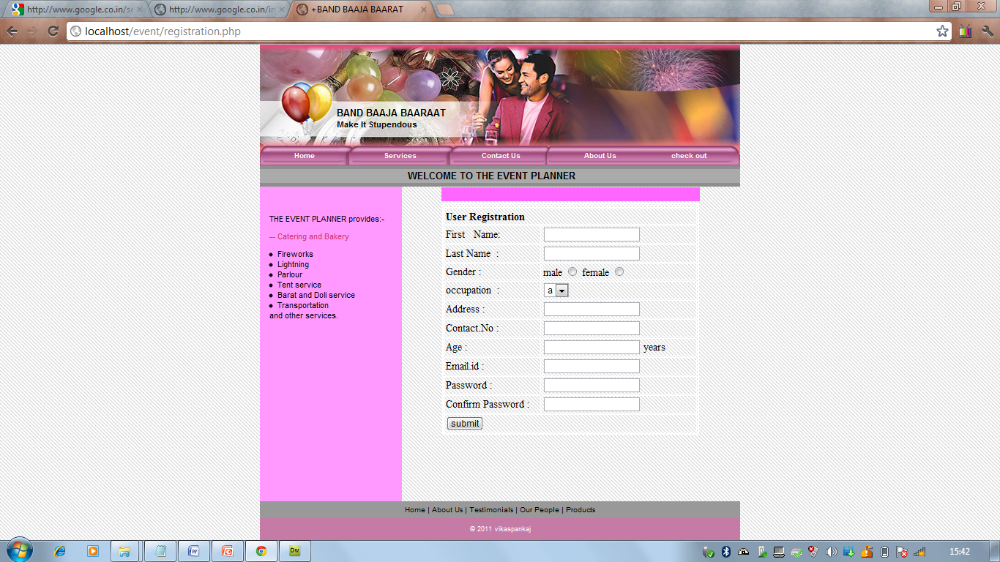 http://www.google.co.in/se
http://www.google.co.in/in
+BAND BAAJA BAARAT
localhost/event/registration.php
BAND BAAJA BAARAAT
Make It Stupendous
Home Services Contact Us About Us check out
WELCOME TO THE EVENT PLANNER
THE EVENT PLANNER provides:-
--- Catering and Bakery
Fireworks
Lightning
Parlour
Tent service
Barat and Doli service
Transportation
and other services.
User Registration
First Name:
Last Name :
Gender : male female
occupation : a
Address :
Contact.No :
Age : years
Email.id :
Password :
Confirm Password :
submit
Home | About Us | Testimonials | Our People | Products
© 2011 vikaspankaj
Dw
15:42